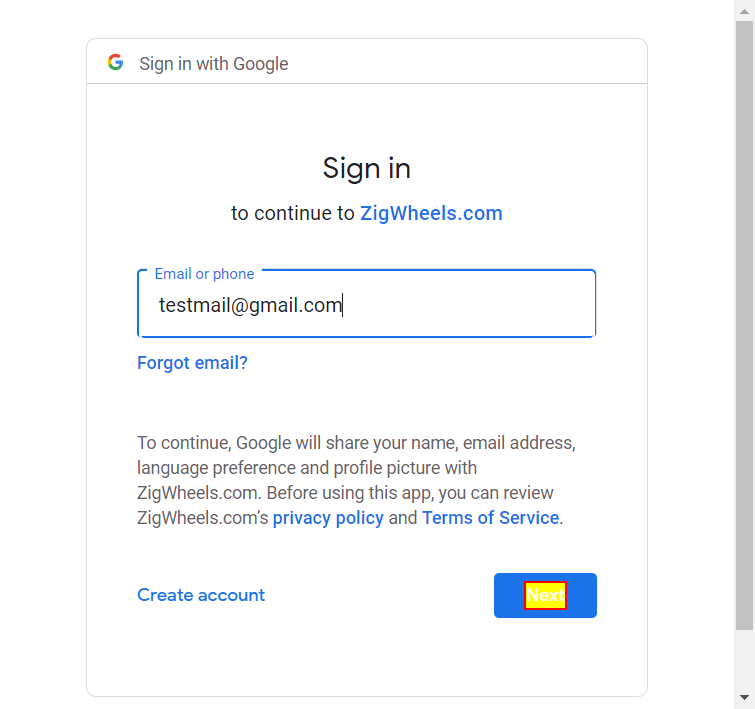 Sign in with Google
Sign in
to continue to ZigWheels.com
Email or phone
testmail@gmail.com
Forgot email?
To continue, Google will share your name, email address,
language preference and profile picture with
ZigWheels.com. Before using this app, you can review
ZigWheels.com’s privacy policy and Terms of Service.
Create account Next